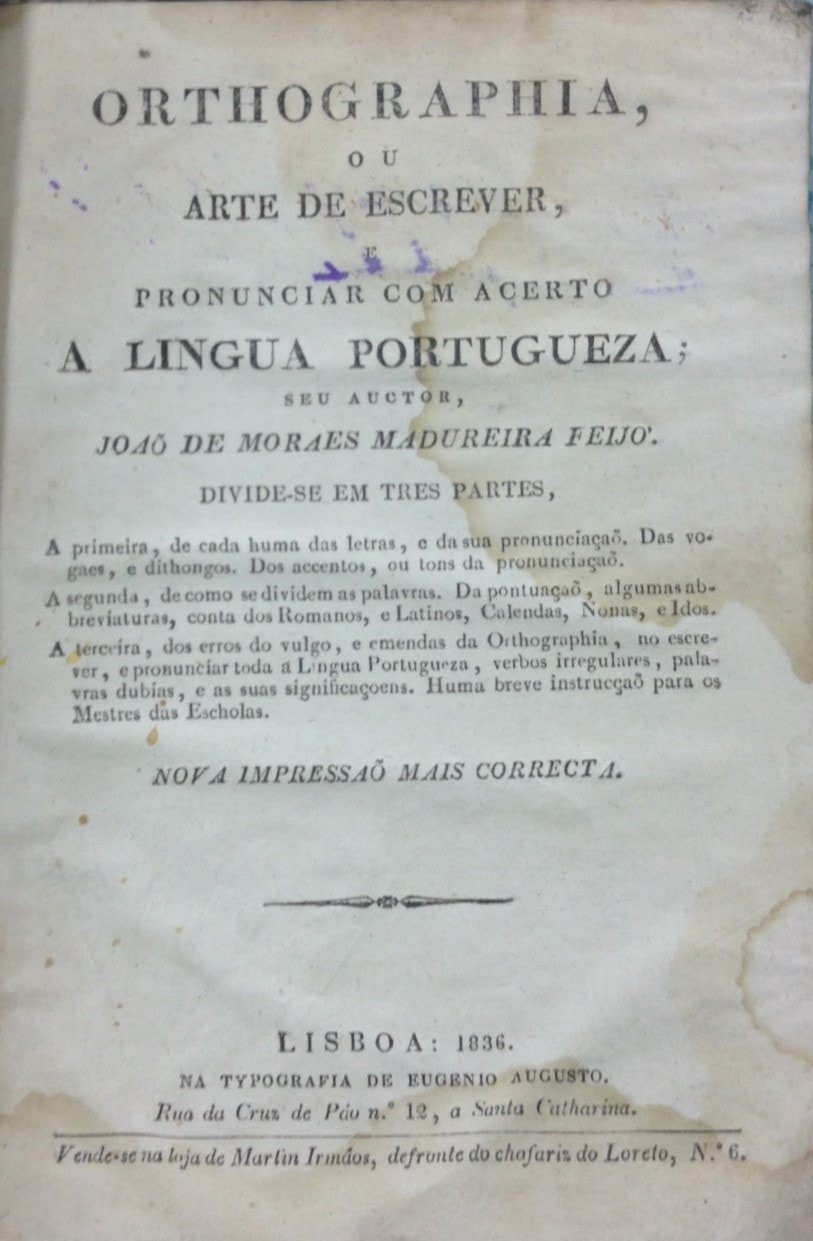 ORTHOGRAPHIA,
OU
ARTE DE ESCREVER,
E
PRONUNCIAR COM ACERTO
A LINGUA PORTUGUEZA;
SEU AUCTOR,
JOAÕ DE MORAES MADUREIRA FEIJO'.
DIVIDE-SE EM TRES PARTES,
A primeira, de cada huma das letras, e da sua pronunciaçaõ. Das vo-
gaes, e dithongos. Dos accentos, ou tons da pronunciaçaõ.
A segunda, de como se dividem as palavras. Da pontuaçaõ, algumas ab-
breviaturas, conta dos Romanos, e Latinos, Calendas, Nonas, e Idos.
A terceira, dos erros do vulgo, e emendas da Orthographia, no escre-
ver, e pronunciar toda a Lingua Portugueza, verbos irregulares, pala-
vras dubias, e as suas significaçoens. Huma breve instrucçaõ para os
Mestres das Escholas.
NOVA IMPRESSAÕ MAIS CORRECTA.
LISBOA: 1836.
NA TYPOGRAFIA DE EUGENIO AUGUSTO.
Rua da Cruz de Páo n.º 12, a Santa Catharina.
Vende-se na loja de Martin Irmãos, defronte do chafariz do Loreto, N.º 6.